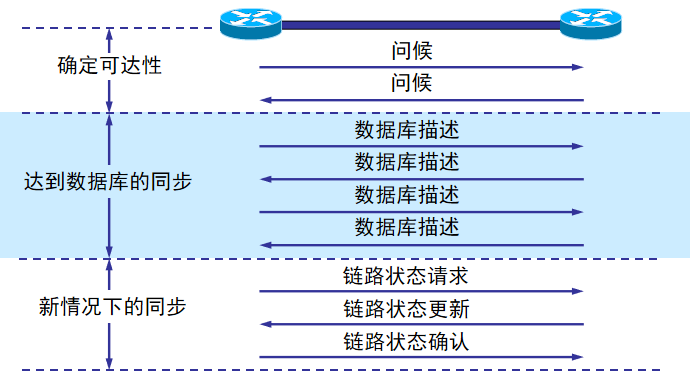 确定可达性
问候
问候
达到数据库的同步
数据库描述
数据库描述
数据库描述
数据库描述
新情况下的同步
链路状态请求
链路状态更新
链路状态确认